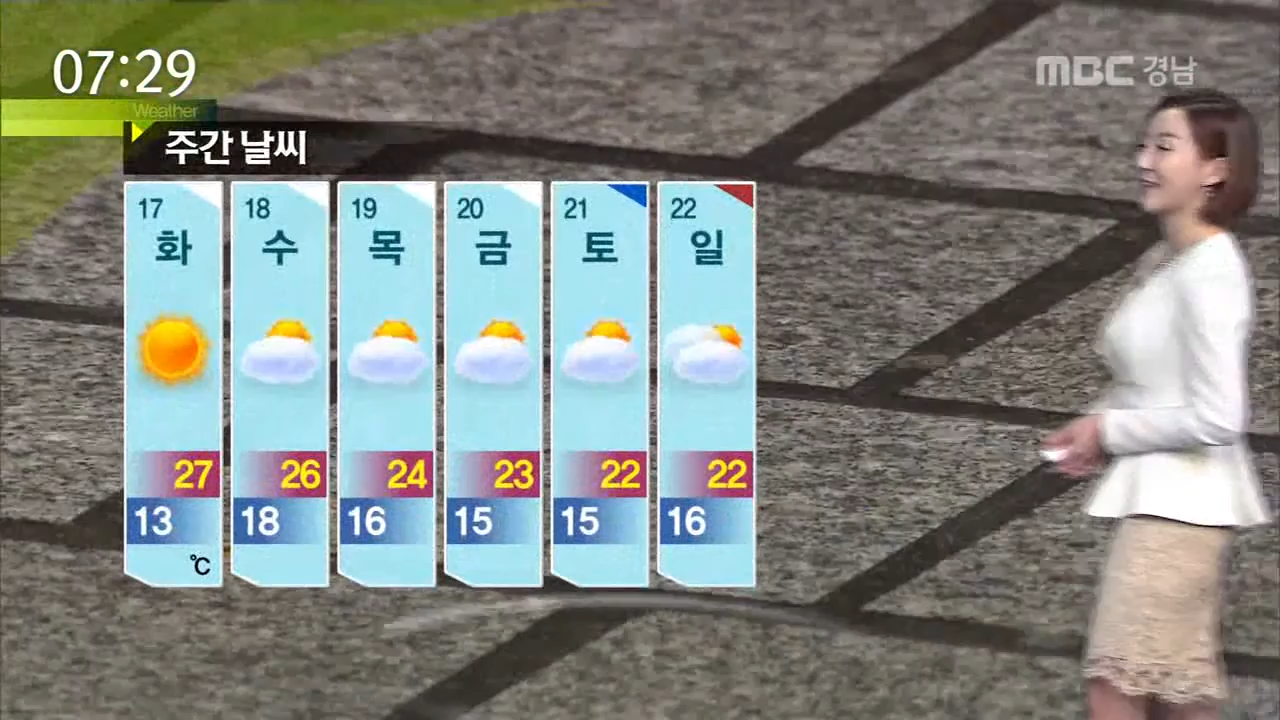 07:29
MBC 경남
Weather
주간 날씨
17 18 19 20 21 22
화 수 목 금 토 일
27 26 24 23 22 22
13 18 16 15 15 16
℃